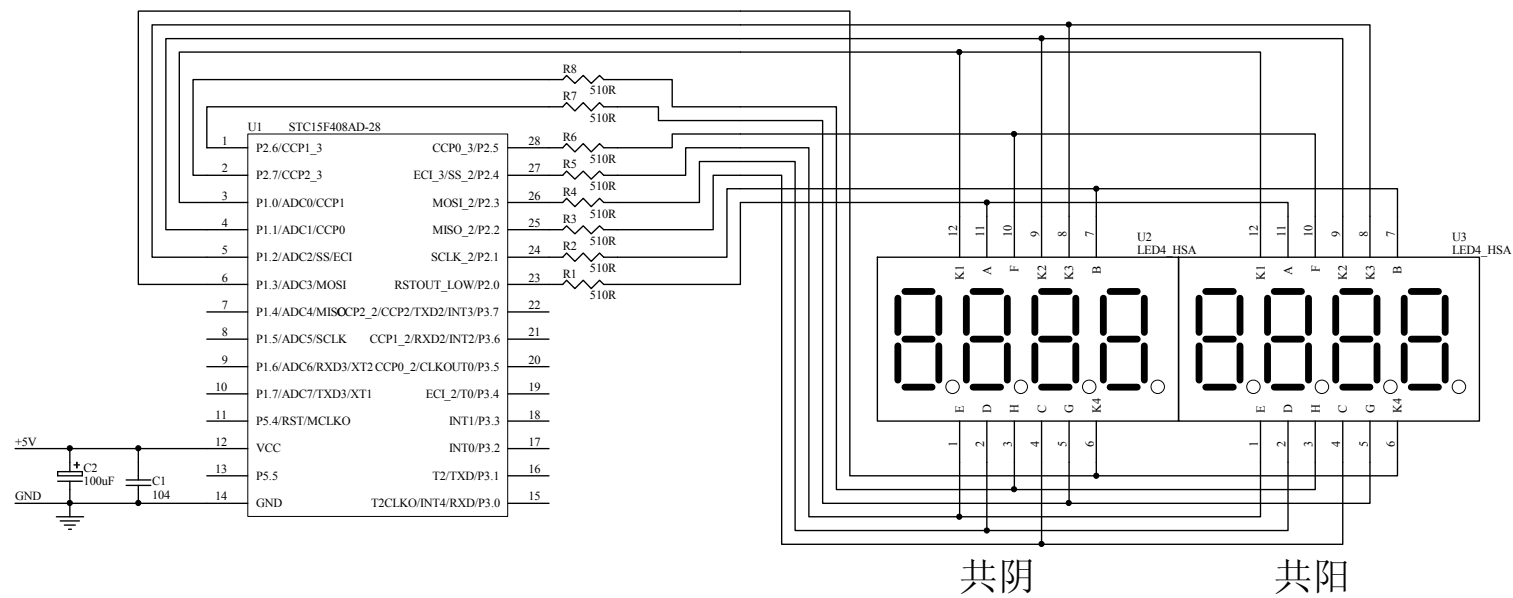 R8
510R
R7
510R
U1 STC15F408AD-28
1 P2.6/CCP1_3 CCP0_3/P2.5 28 R6 510R
2 P2.7/CCP2_3 ECI_3/SS_2/P2.4 27 R5 510R
3 P1.0/ADC0/CCP1 MOSI_2/P2.3 26 R4 510R
4 P1.1/ADC1/CCP0 MISO_2/P2.2 25 R3 510R
5 P1.2/ADC2/SS/ECI SCLK_2/P2.1 24 R2 510R
6 P1.3/ADC3/MOSI RSTOUT_LOW/P2.0 23 R1 510R
7 P1.4/ADC4/MISO CCP2_2/CCP2/TXD2/INT3/P3.7 22
8 P1.5/ADC5/SCLK CCP1_2/RXD2/INT2/P3.6 21
9 P1.6/ADC6/RXD3/XT2 CCP0_2/CLKOUT0/P3.5 20
10 P1.7/ADC7/TXD3/XT1 ECI_2/T0/P3.4 19
11 P5.4/RST/MCLKO INT1/P3.3 18
+5V 12 VCC INT0/P3.2 17
13 P5.5 T2/TXD/P3.1 16
GND 14 GND T2CLKO/INT4/RXD/P3.0 15
+ C2
100uF
C1
104
12 11 10 9 8 7
U2
LED4_HSA
K1 A F K2 K3 B
E D H C G K4
1 2 3 4 5 6
12 11 10 9 8 7
U3
LED4_HSA
K1 A F K2 K3 B
E D H C G K4
1 2 3 4 5 6
共阴 共阳